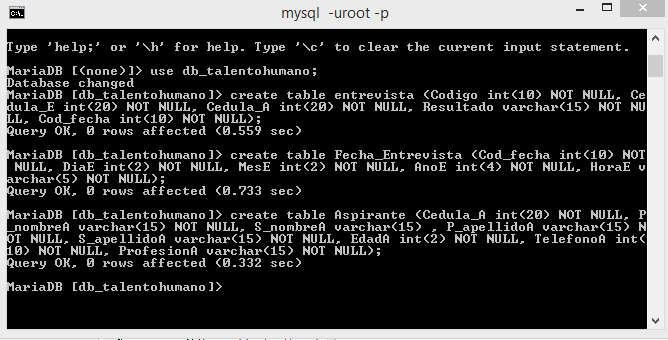 mysql -uroot -p
Type 'help;' or '\h' for help. Type '\c' to clear the current input statement.
MariaDB [(none)]> use db_talentohumano;
Database changed
MariaDB [db_talentohumano]> create table entrevista (Codigo int(10) NOT NULL, Ce
dula_E int(20) NOT NULL, Cedula_A int(20) NOT NULL, Resultado varchar(15) NOT NU
LL, Cod_fecha int(10) NOT NULL);
Query OK, 0 rows affected (0.559 sec)
MariaDB [db_talentohumano]> create table Fecha_Entrevista (Cod_fecha int(10) NOT
 NULL, DiaE int(2) NOT NULL, MesE int(2) NOT NULL, AnoE int(4) NOT NULL, HoraE v
archar(5) NOT NULL);
Query OK, 0 rows affected (0.733 sec)
MariaDB [db_talentohumano]> create table Aspirante (Cedula_A int(20) NOT NULL, P
_nombreA varchar(15) NOT NULL, S_nombreA varchar(15) , P_apellidoA varchar(15) N
OT NULL, S_apellidoA varchar(15) NOT NULL, EdadA int(2) NOT NULL, TelefonoA int(
10) NOT NULL, ProfesionA varchar(15) NOT NULL);
Query OK, 0 rows affected (0.332 sec)
MariaDB [db_talentohumano]>